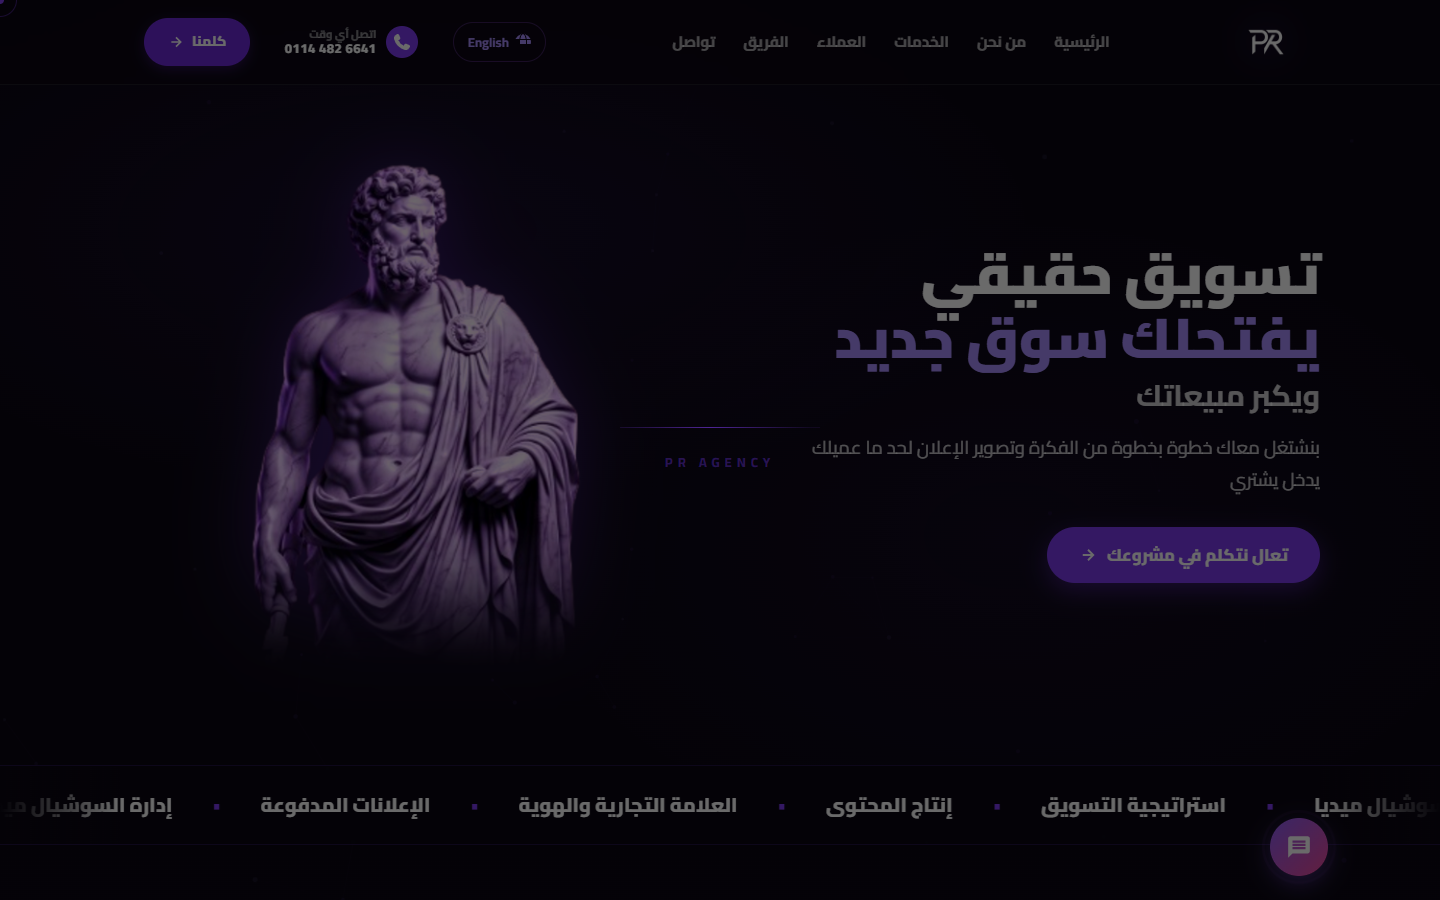 PR
الرئيسية
من نحن
الخدمات
العملاء
الفريق
تواصل
English
اتصل أي وقت
0114 482 6641
كلمنا
تسويق حقيقي
يفتحلك سوق جديد
ويكبر مبيعاتك
بنشتغل معاك خطوة بخطوة من الفكرة وتصوير الإعلان لحد ما عميلك
يدخل يشتري
تعال نتكلم في مشروعك
PR AGENCY
وشيال ميديا
استراتيجية التسويق
إنتاج المحتوى
العلامة التجارية والهوية
الإعلانات المدفوعة
إدارة السوشيال